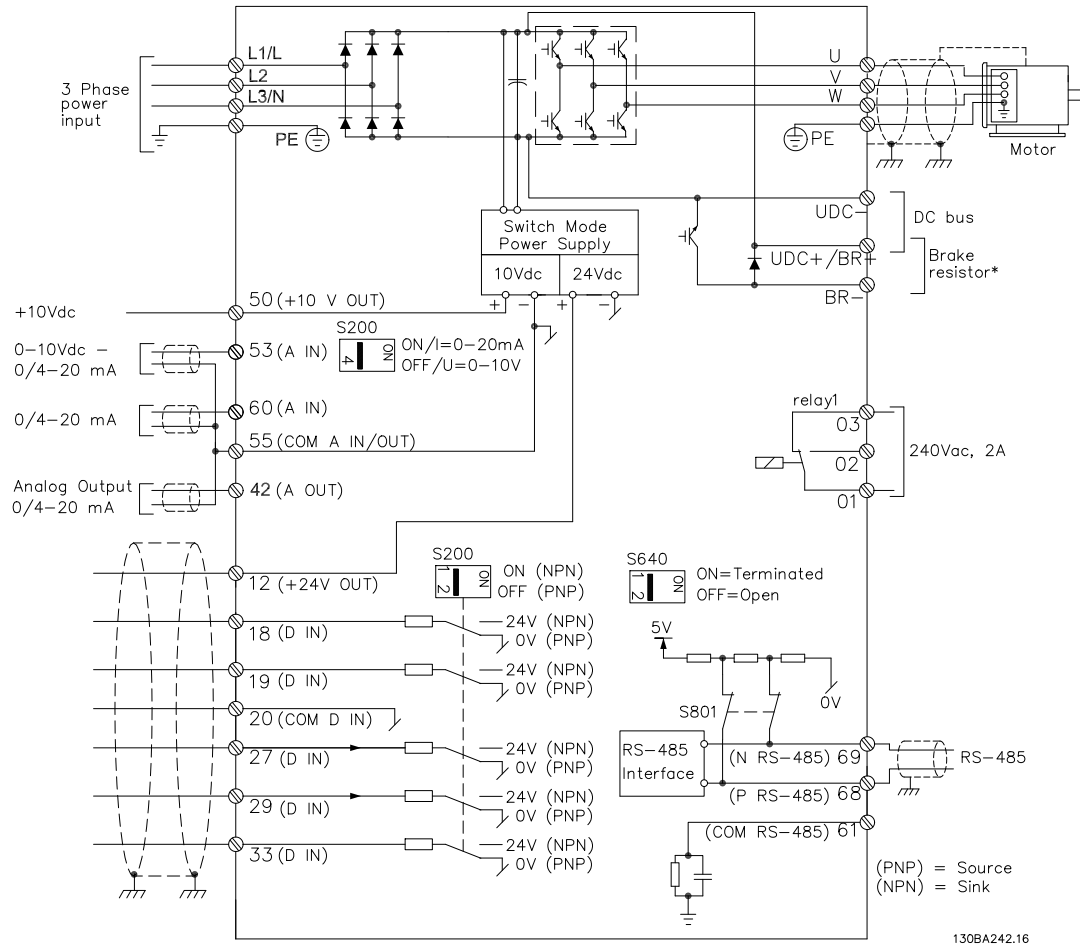 L1/L
L2
L3/N
3 Phase
power
input
PE
U
V
W
PE
Motor
UDC-
DC bus
UDC+/BR+
Brake
resistor*
BR-
Switch Mode
Power Supply
10Vdc
24Vdc
+ - + -
+10Vdc
50 (+10 V OUT)
S200
ON
4
ON/I=0-20mA
OFF/U=0-10V
0-10Vdc -
0/4-20 mA
53 (A IN)
0/4-20 mA
60 (A IN)
55 (COM A IN/OUT)
Analog Output
0/4-20 mA
42 (A OUT)
relay1
03
02
01
240Vac, 2A
12 (+24V OUT)
S200
ON
1 2
ON (NPN)
OFF (PNP)
S640
ON
1 2
ON=Terminated
OFF=Open
18 (D IN)
24V (NPN)
0V (PNP)
19 (D IN)
24V (NPN)
0V (PNP)
20 (COM D IN)
27 (D IN)
24V (NPN)
0V (PNP)
29 (D IN)
24V (NPN)
0V (PNP)
33 (D IN)
24V (NPN)
0V (PNP)
5V
0V
S801
RS-485
Interface
(N RS-485) 69
RS-485
(P RS-485) 68
(COM RS-485) 61
(PNP) = Source
(NPN) = Sink
130BA242.16